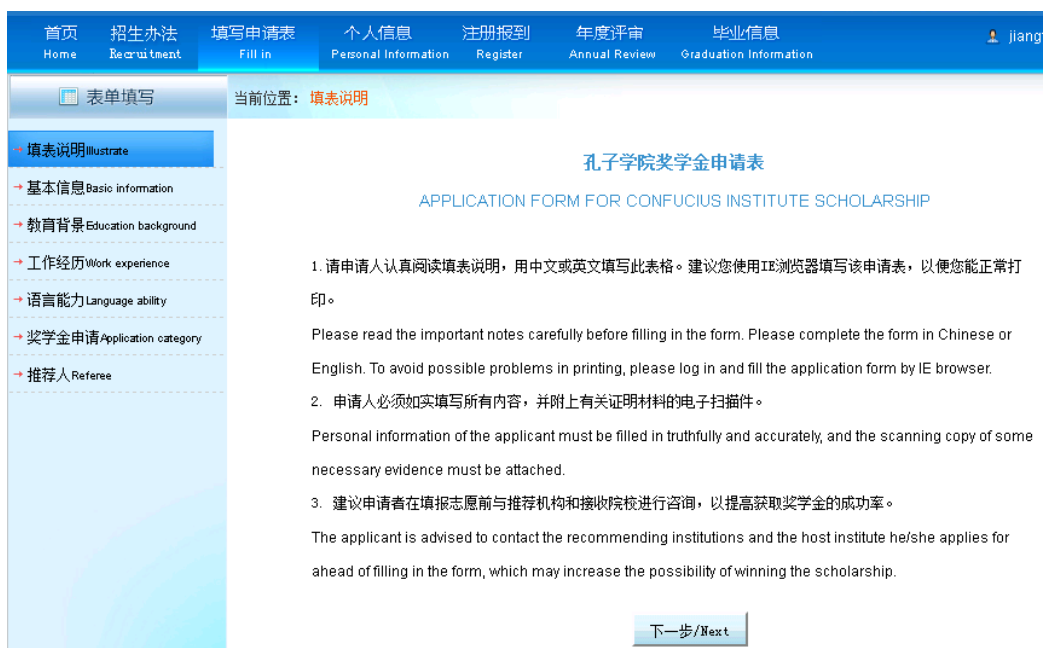 首页 招生办法 填写申请表 个人信息 注册报到 年度评审 毕业信息
Home Recruitment Fill in Personal Information Register Annual Review Graduation Information
表单填写
当前位置：填表说明
填表说明Illustrate
基本信息Basic information
教育背景Education background
工作经历Work experience
语言能力Language ability
奖学金申请Application category
推荐人Referee
孔子学院奖学金申请表
APPLICATION FORM FOR CONFUCIUS INSTITUTE SCHOLARSHIP
1.请申请人认真阅读填表说明，用中文或英文填写此表格。建议您使用IE浏览器填写该申请表，以便您能正常打
印。
Please read the important notes carefully before filling in the form. Please complete the form in Chinese or
English. To avoid possible problems in printing, please log in and fill the application form by IE browser.
2. 申请人必须如实填写所有内容，并附上有关证明材料的电子扫描件。
Personal information of the applicant must be filled in truthfully and accurately, and the scanning copy of some
necessary evidence must be attached.
3. 建议申请者在填报志愿前与推荐机构和接收院校进行咨询，以提高获取奖学金的成功率。
The applicant is advised to contact the recommending institutions and the host institute he/she applies for
ahead of filling in the form, which may increase the possibility of winning the scholarship.
下一步/Next